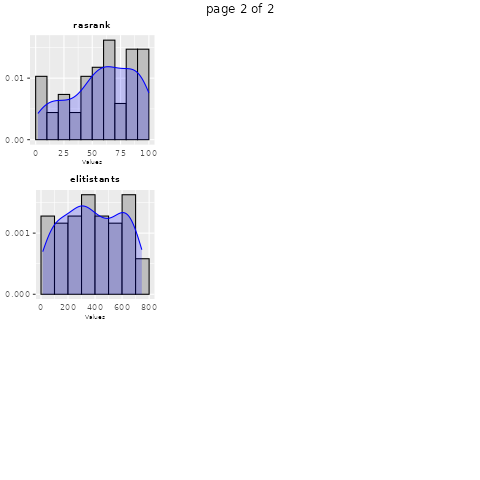 page 2 of 2
rasrank
0.01
0.00
0 25 50 75 100
Values
elitistants
0.001
0.000
0 200 400 600 800
Values